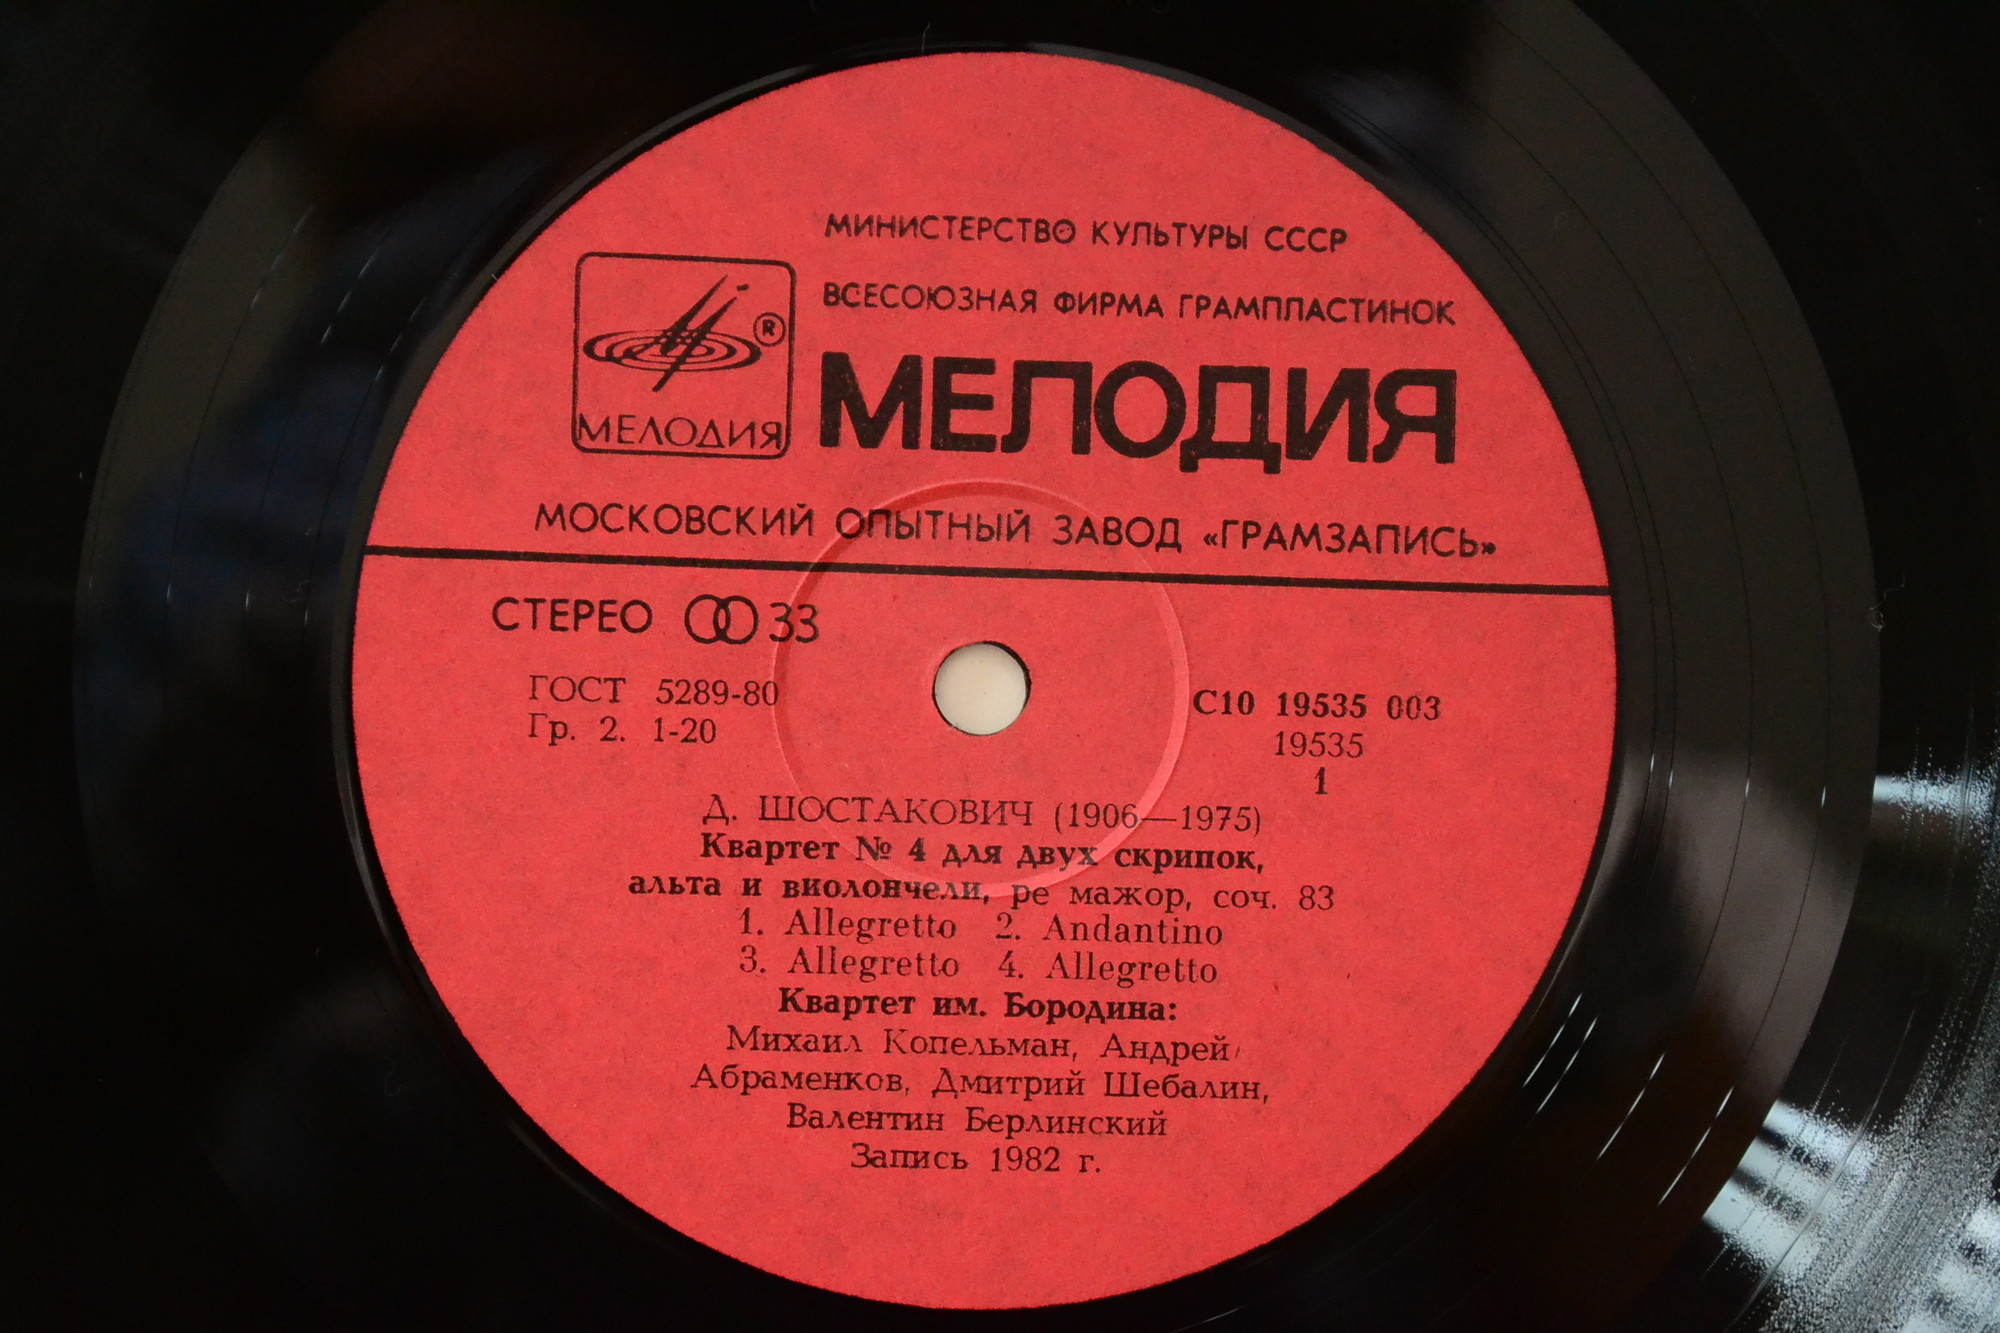 МИНИСТЕРСТВО КУЛЬТУРЫ СССР
ВСЕСОЮЗНАЯ ФИРМА ГРАМПЛАСТИНОК
МЕЛОДИЯ
®
МЕЛОДИЯ
МОСКОВСКИЙ ОПЫТНЫЙ ЗАВОД «ГРАМЗАПИСЬ»
СТЕРЕО 33
ГОСТ 5289-80
Гр. 2. 1-20
С10 19535 003
19535
1
Д. ШОСТАКОВИЧ (1906—1975)
Квартет № 4 для двух скрипок,
альта и виолончели, ре мажор, соч. 83
1. Allegretto 2. Andantino
3. Allegretto 4. Allegretto
Квартет им. Бородина:
Михаил Копельман, Андрей
Абраменков, Дмитрий Шебалин,
Валентин Берлинский
Запись 1982 г.